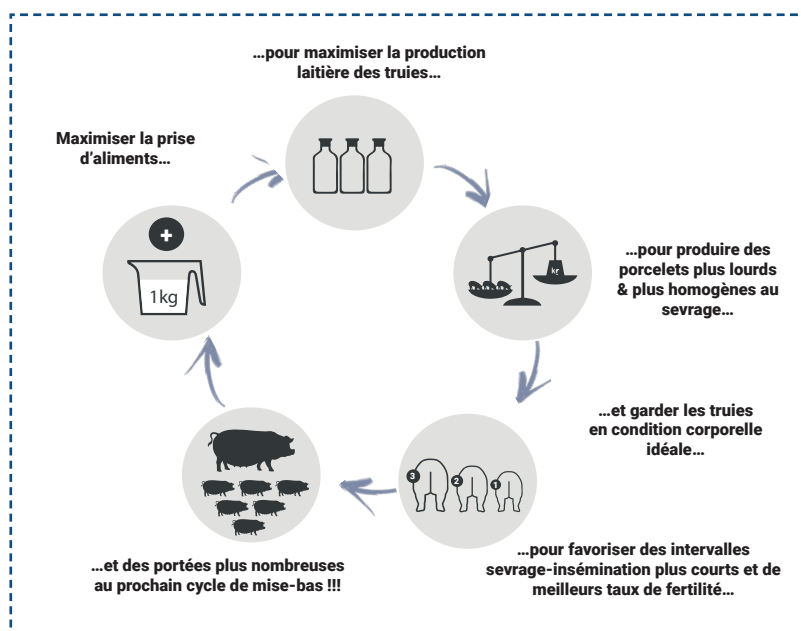 …pour maximiser la production
laitière des truies…
Maximiser la prise
d’aliments…
+
1kg
kg
…pour produire des
porcelets plus lourds
& plus homogènes au
sevrage…
…et garder les truies
en condition corporelle
idéale…
3
2
1
…pour favoriser des intervalles
sevrage-insémination plus courts et de
meilleurs taux de fertilité…
…et des portées plus nombreuses
au prochain cycle de mise-bas !!!